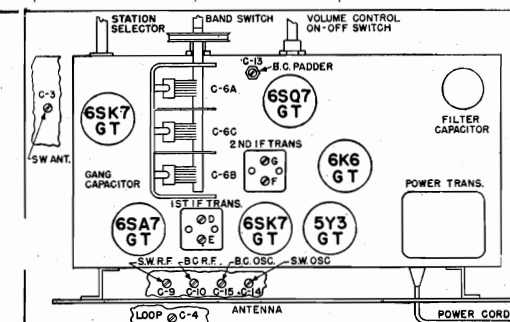 STATION
SELECTOR
BAND SWITCH
VOLUME CONTROL
ON-OFF SWITCH
C-13
B.C. PADDER
C-3
SW ANT.
6SK7
GT
C-6A
C-6C
C-6B
GANG
CAPACITOR
6SQ7
GT
FILTER
CAPACITOR
2ND IF TRANS
G
F
6K6
GT
POWER TRANS.
1ST IF TRANS.
D
E
6SA7
GT
6SK7
GT
5Y3
GT
S.W.R.F.
B.C R.F.
B.C. OSC.
S.W. OSC
C-9
C-10
C-15
C-14
ANTENNA
LOOP
C-4
POWER CORD